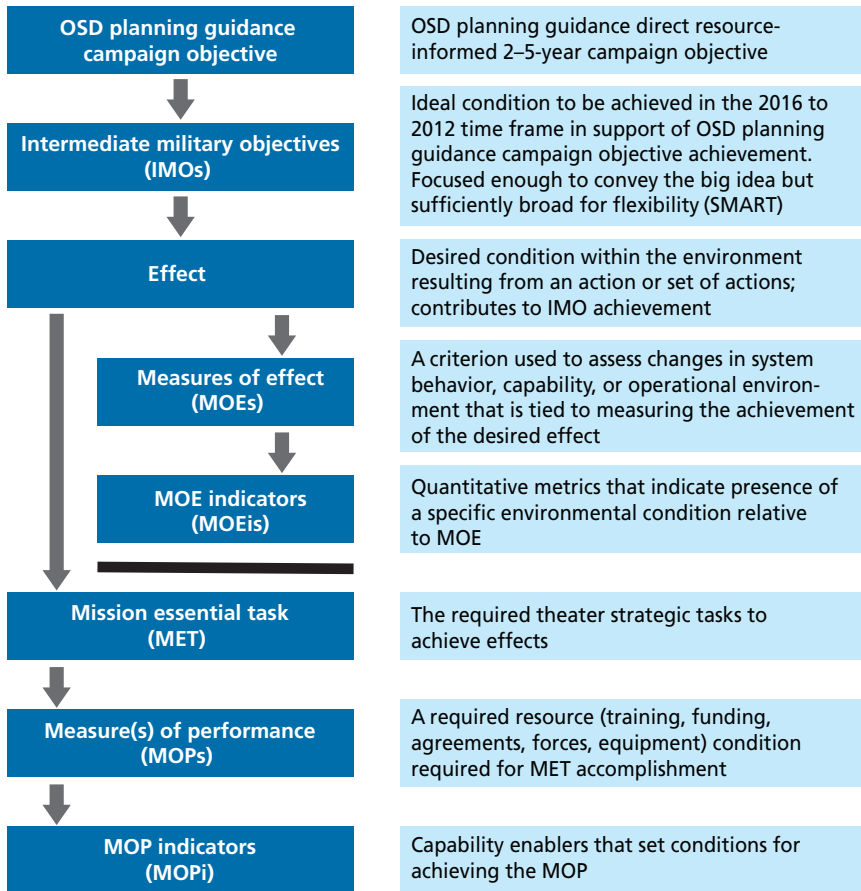 OSD planning guidance
campaign objective
OSD planning guidance direct resource-
informed 2–5-year campaign objective
Intermediate military objectives
(IMOs)
Ideal condition to be achieved in the 2016 to
2012 time frame in support of OSD planning
guidance campaign objective achievement.
Focused enough to convey the big idea but
sufficiently broad for flexibility (SMART)
Effect
Desired condition within the environment
resulting from an action or set of actions;
contributes to IMO achievement
Measures of effect
(MOEs)
A criterion used to assess changes in system
behavior, capability, or operational environ-
ment that is tied to measuring the achievement
of the desired effect
MOE indicators
(MOEis)
Quantitative metrics that indicate presence of
a specific environmental condition relative
to MOE
Mission essential task
(MET)
The required theater strategic tasks to
achieve effects
Measure(s) of performance
(MOPs)
A required resource (training, funding,
agreements, forces, equipment) condition
required for MET accomplishment
MOP indicators
(MOPi)
Capability enablers that set conditions for
achieving the MOP